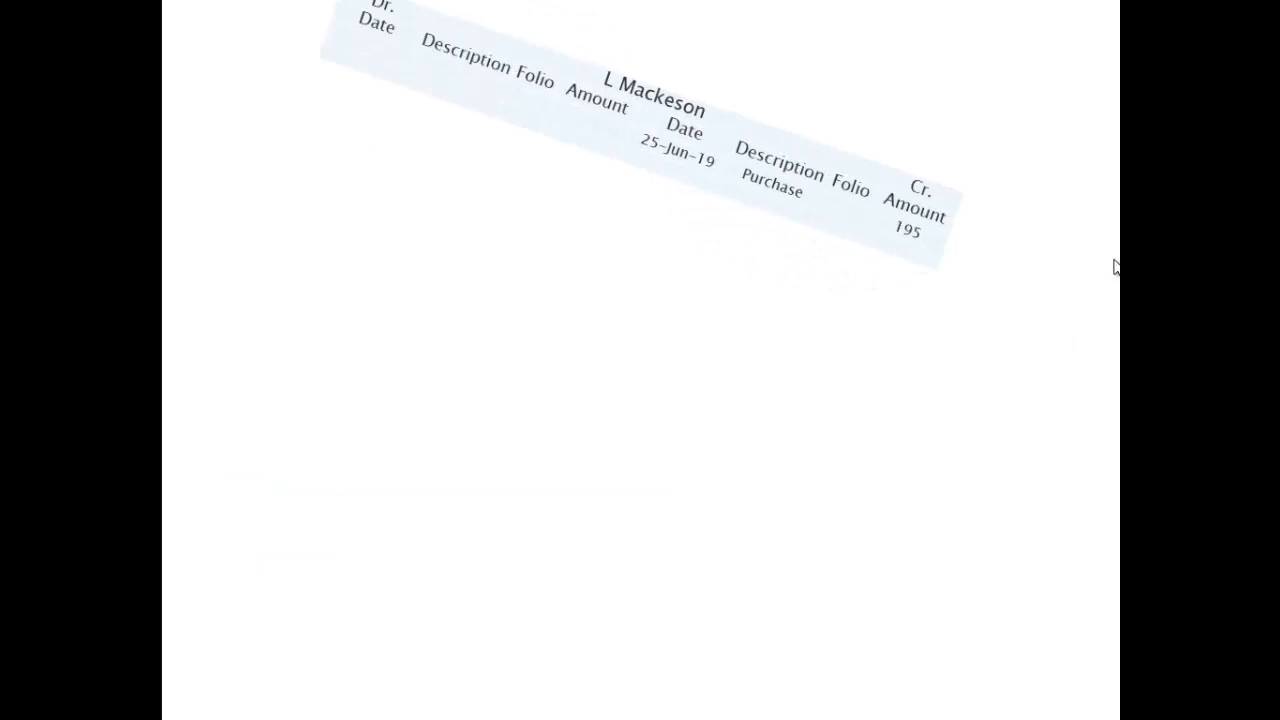 L Mackeson
Dr. Cr.
Date Description Folio Amount Date Description Folio Amount
25-Jun-19 Purchase 195